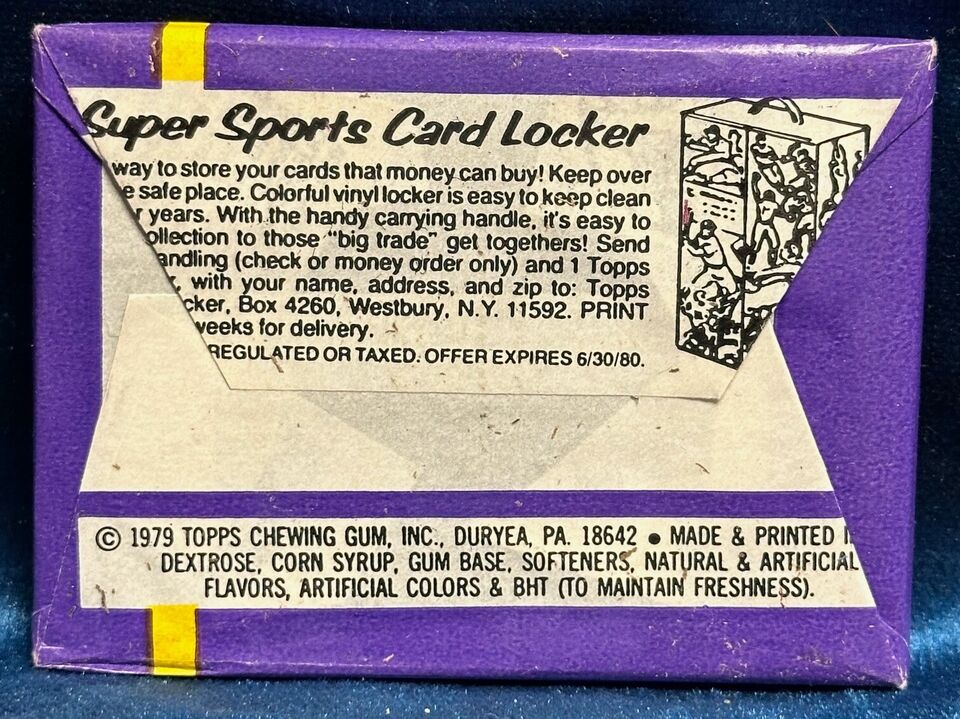 Super Sports Card Locker
way to store your cards that money can buy! Keep over
e safe place. Colorful vinyl locker is easy to keep clean
r years. With the handy carrying handle, it's easy to
ollection to those "big trade" get togethers! Send
andling (check or money order only) and 1 Topps
r, with your name, address, and zip to: Topps
cker, Box 4260, Westbury, N.Y. 11592. PRINT
weeks for delivery.
REGULATED OR TAXED. OFFER EXPIRES 6/30/80.
© 1979 TOPPS CHEWING GUM, INC., DURYEA, PA. 18642 • MADE & PRINTED I
DEXTROSE, CORN SYRUP, GUM BASE, SOFTENERS, NATURAL & ARTIFICIAL
FLAVORS, ARTIFICIAL COLORS & BHT (TO MAINTAIN FRESHNESS).